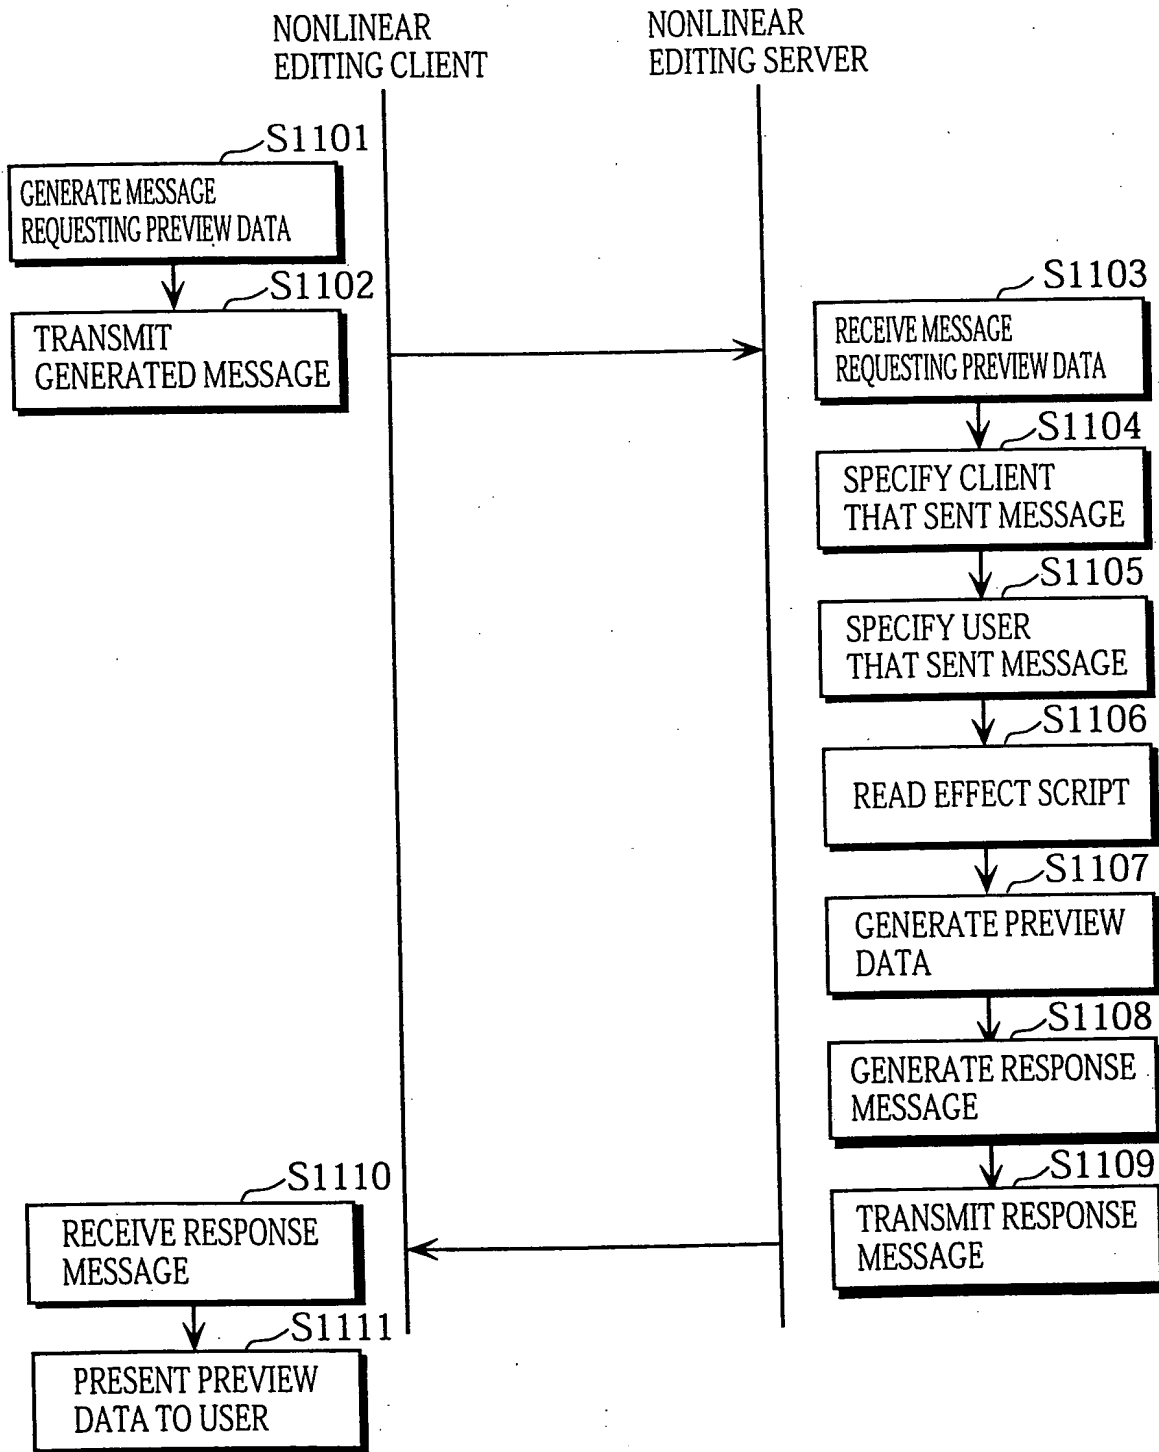 NONLINEAR
EDITING CLIENT
NONLINEAR
EDITING SERVER
S1101
GENERATE MESSAGE
REQUESTING PREVIEW DATA
S1102
TRANSMIT
GENERATED MESSAGE
S1103
RECEIVE MESSAGE
REQUESTING PREVIEW DATA
S1104
SPECIFY CLIENT
THAT SENT MESSAGE
S1105
SPECIFY USER
THAT SENT MESSAGE
S1106
READ EFFECT SCRIPT
S1107
GENERATE PREVIEW
DATA
S1108
GENERATE RESPONSE
MESSAGE
S1109
TRANSMIT RESPONSE
MESSAGE
S1110
RECEIVE RESPONSE
MESSAGE
S1111
PRESENT PREVIEW
DATA TO USER